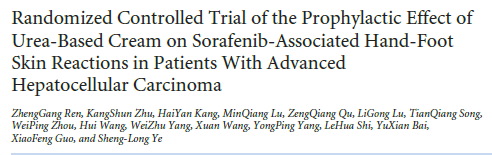 Randomized Controlled Trial of the Prophylactic Effect of
Urea-Based Cream on Sorafenib-Associated Hand-Foot
Skin Reactions in Patients With Advanced
Hepatocellular Carcinoma
ZhengGang Ren, KangShun Zhu, HaiYan Kang, MinQiang Lu, ZengQiang Qu, LiGong Lu, TianQiang Song,
WeiPing Zhou, Hui Wang, WeiZhu Yang, Xuan Wang, YongPing Yang, LeHua Shi, YuXian Bai,
XiaoFeng Guo, and Sheng-Long Ye